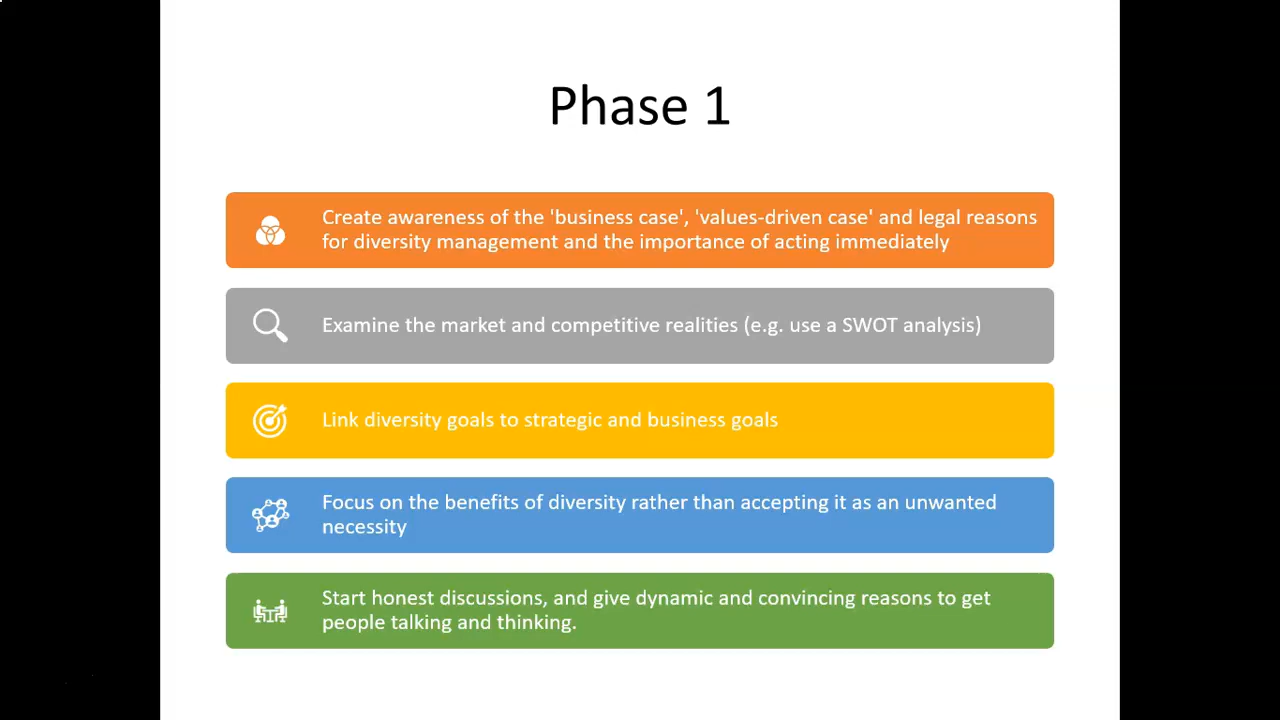 Phase 1
Create awareness of the 'business case', 'values-driven case' and legal reasons
for diversity management and the importance of acting immediately
Examine the market and competitive realities (e.g. use a SWOT analysis)
Link diversity goals to strategic and business goals
Focus on the benefits of diversity rather than accepting it as an unwanted
necessity
Start honest discussions, and give dynamic and convincing reasons to get
people talking and thinking.